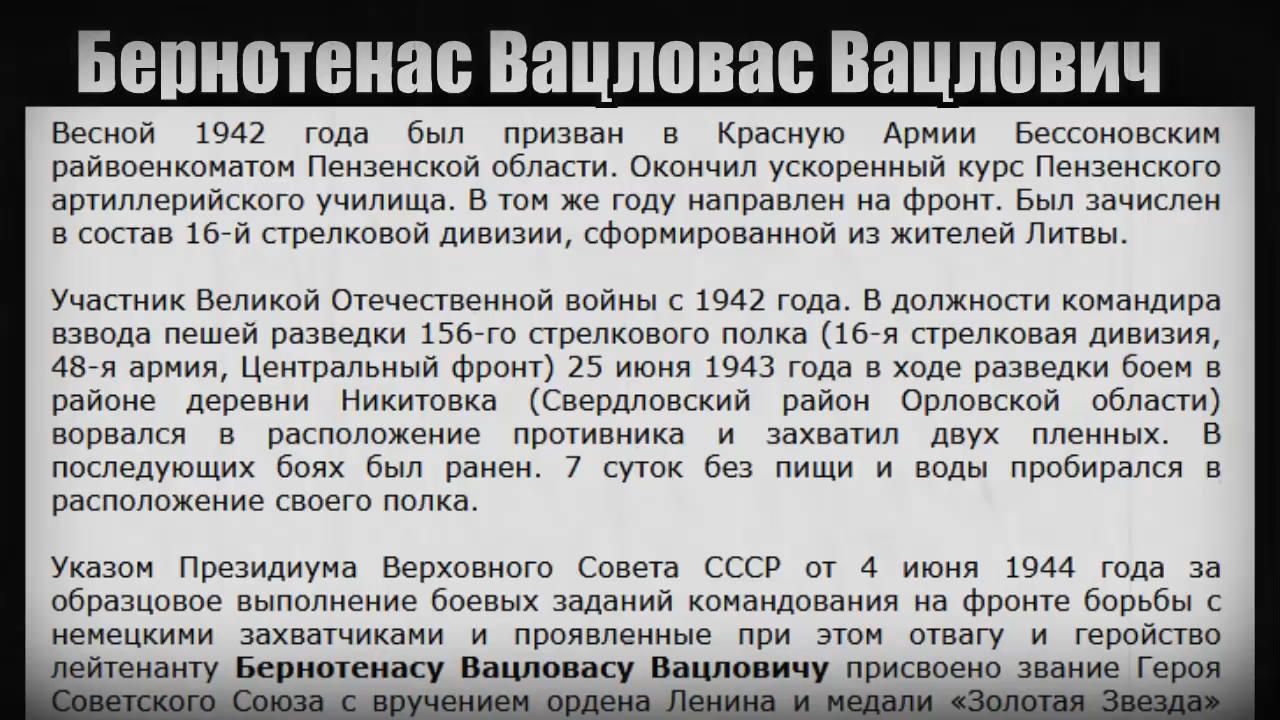 Бернотенас Вацловас Вацлович
Весной 1942 года был призван в Красную Армии Бессоновским
райвоенкоматом Пензенской области. Окончил ускоренный курс Пензенского
артиллерийского училища. В том же году направлен на фронт. Был зачислен
в состав 16-й стрелковой дивизии, сформированной из жителей Литвы.
Участник Великой Отечественной войны с 1942 года. В должности командира
взвода пешей разведки 156-го стрелкового полка (16-я стрелковая дивизия,
48-я армия, Центральный фронт) 25 июня 1943 года в ходе разведки боем в
районе деревни Никитовка (Свердловский район Орловской области)
ворвался в расположение противника и захватил двух пленных. В
последующих боях был ранен. 7 суток без пищи и воды пробирался в
расположение своего полка.
Указом Президиума Верховного Совета СССР от 4 июня 1944 года за
образцовое выполнение боевых заданий командования на фронте борьбы с
немецкими захватчиками и проявленные при этом отвагу и геройство
лейтенанту Бернотенасу Вацловасу Вацловичу присвоено звание Героя
Советского Союза с вручением ордена Ленина и медали «Золотая Звезда»